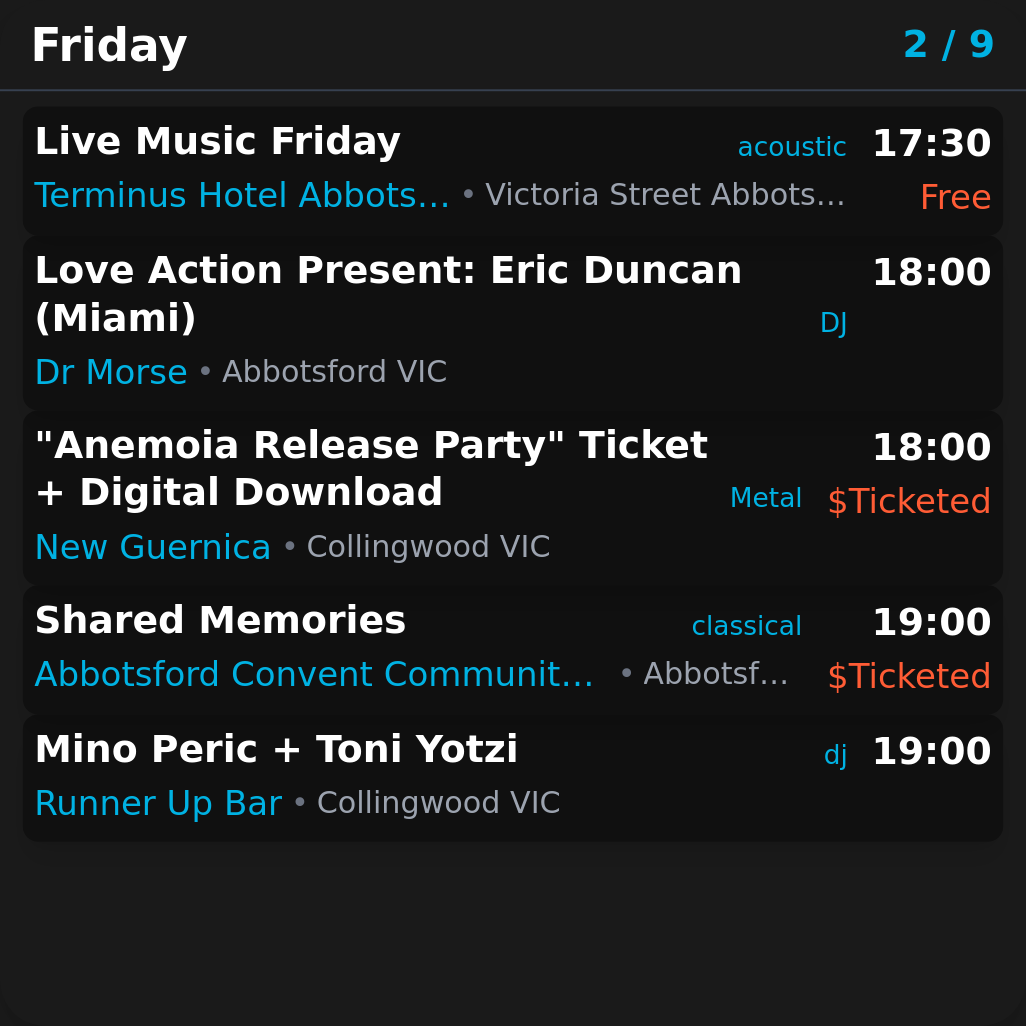 Friday 2 / 9
Live Music Friday acoustic 17:30
Terminus Hotel Abbots… • Victoria Street Abbots… Free
Love Action Present: Eric Duncan 18:00
(Miami) DJ
Dr Morse • Abbotsford VIC
"Anemoia Release Party" Ticket 18:00
+ Digital Download Metal $Ticketed
New Guernica • Collingwood VIC
Shared Memories classical 19:00
Abbotsford Convent Communit… • Abbotsf… $Ticketed
Mino Peric + Toni Yotzi dj 19:00
Runner Up Bar • Collingwood VIC